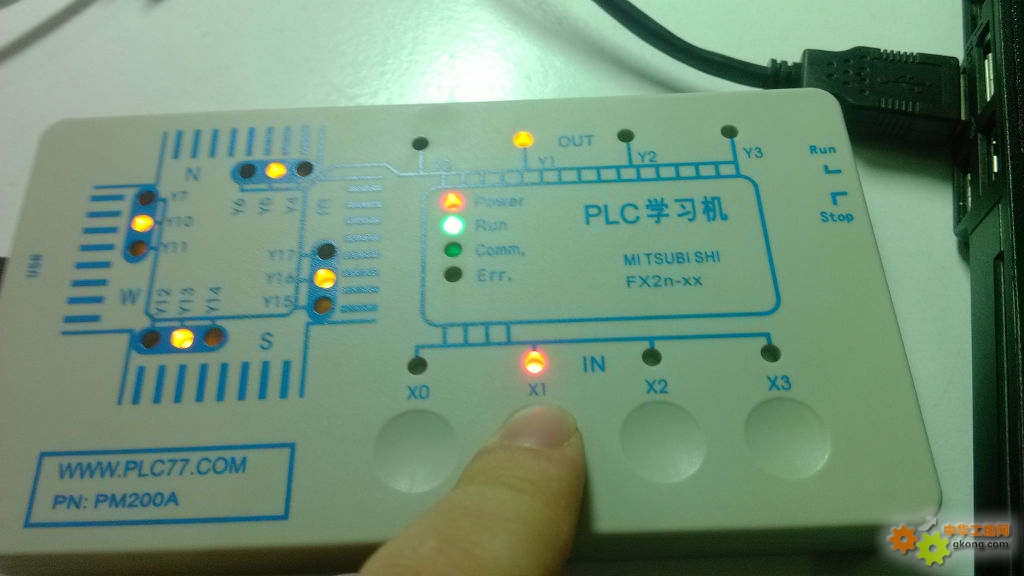 OUT
Y1
Y2
Y3
Run
Stop
N
Y6
Y5
Y4
E
Y7
Y10
Y11
Y17
Y16
Y15
W
Y12
Y13
Y14
S
USB
Power
Run
Comm.
Err.
PLC学习机
MITSUBISHI
FX2n-xx
IN
X0
X1
X2
X3
WWW.PLC77.COM
PN: PM200A
中华工控网
gkong.com